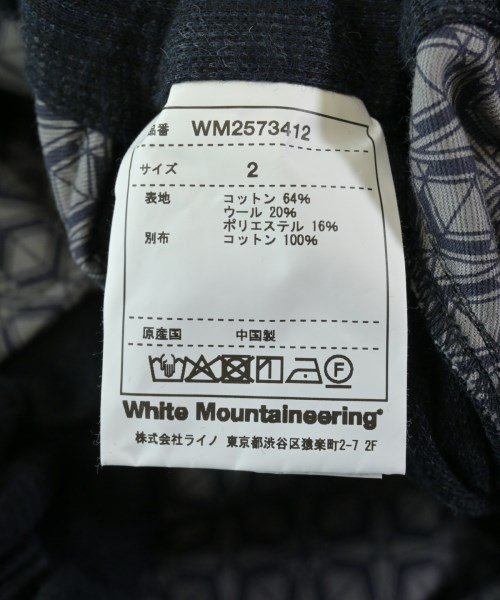 品番 WM2573412
サイズ 2
表地 コットン 64%
ウール 20%
ポリエステル 16%
別布 コットン 100%
原産国 中国製
F
White Mountaineering®
株式会社ライノ 東京都渋谷区猿楽町2-7 2F